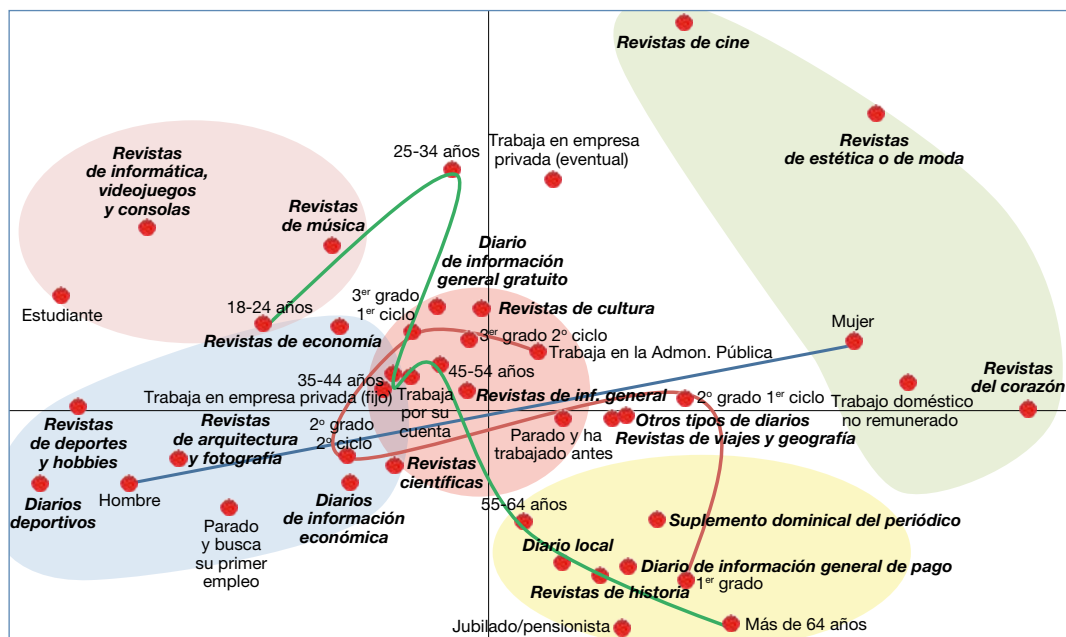 Revistas de cine
Revistas
de estética o de moda
Trabaja en empresa
privada (eventual)
25-34 años
Revistas
de informática,
videojuegos
y consolas
Revistas
de música
Diario
de información
general gratuito
Estudiante
18-24 años
3er grado
1er ciclo
Revistas de cultura
Revistas de economía
3er grado 2º ciclo
Trabaja en la Admon. Pública
Mujer
35-44 años
45-54 años
Revistas
del corazón
Trabaja en empresa privada (fijo)
Trabaja
por su
cuenta
Revistas de inf. general
2º grado 1er ciclo
Trabajo doméstico
no remunerado
Revistas
de deportes
y hobbies
Revistas
de arquitectura
y fotografía
2º grado
2º ciclo
Parado y ha
trabajado antes
Otros tipos de diarios
Revistas de viajes y geografía
Revistas
científicas
Diarios
deportivos
Hombre
Diarios
de información
económica
Parado
y busca
su primer
empleo
55-64 años
Suplemento dominical del periódico
Diario local
Diario de información general de pago
Revistas de historia
1er grado
Jubilado/pensionista
Más de 64 años